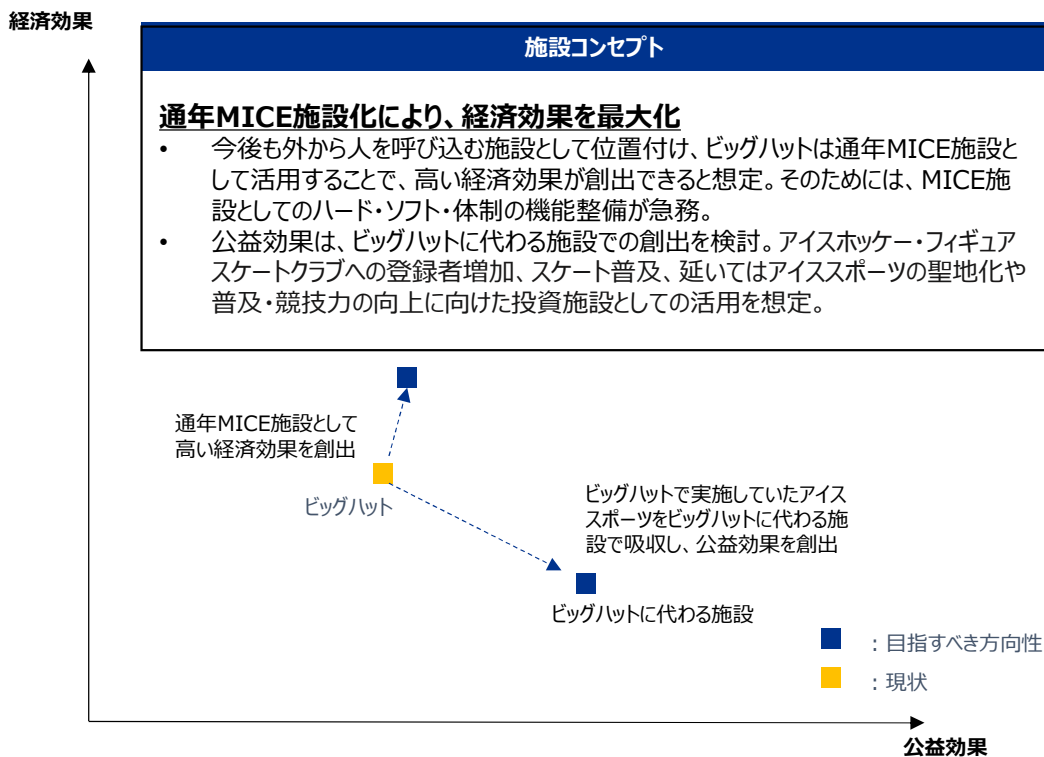 経済効果
施設コンセプト
通年MICE施設化により、経済効果を最大化
• 今後も外から人を呼び込む施設として位置付け、ビッグハットは通年MICE施設と
して活用することで、高い経済効果が創出できると想定。そのためには、MICE施
設としてのハード・ソフト・体制の機能整備が急務。
• 公益効果は、ビッグハットに代わる施設での創出を検討。アイスホッケー・フィギュア
スケートクラブへの登録者増加、スケート普及、延いてはアイススポーツの聖地化や
普及・競技力の向上に向けた投資施設としての活用を想定。
通年MICE施設として
高い経済効果を創出
ビッグハット
ビッグハットで実施していたアイス
スポーツをビッグハットに代わる施
設で吸収し、公益効果を創出
ビッグハットに代わる施設
：目指すべき方向性
：現状
公益効果